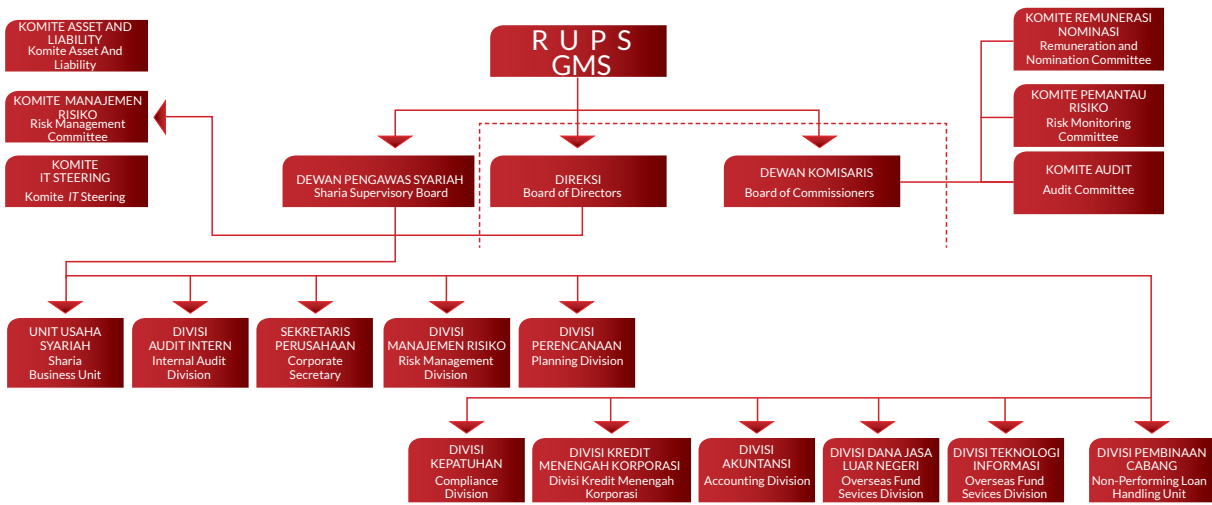 KOMITE ASSET AND
LIABILITY
Komite Asset And
Liability
KOMITE MANAJEMEN
RISIKO
Risk Management
Committee
KOMITE
IT STEERING
Komite IT Steering
R U P S
GMS
KOMITE REMUNERASI
NOMINASI
Remuneration and
Nomination Committee
KOMITE PEMANTAU
RISIKO
Risk Monitoring
Committee
KOMITE AUDIT
Audit Committee
DEWAN PENGAWAS SYARIAH
Sharia Supervisory Board
DIREKSI
Board of Directors
DEWAN KOMISARIS
Board of Commissioners
UNIT USAHA
SYARIAH
Sharia
Business Unit
DIVISI
AUDIT INTERN
Internal Audit
Division
SEKRETARIS
PERUSAHAAN
Corporate
Secretary
DIVISI
MANAJEMEN RISIKO
Risk Management
Division
DIVISI
PERENCANAAN
Planning Division
DIVISI
KEPATUHAN
Compliance
Division
DIVISI KREDIT
MENENGAH KORPORASI
Divisi Kredit Menengah
Korporasi
DIVISI
AKUNTANSI
Accounting Division
DIVISI DANA JASA
LUAR NEGERI
Overseas Fund
Sevices Division
DIVISI TEKNOLOGI
INFORMASI
Overseas Fund
Sevices Division
DIVISI PEMBINAAN
CABANG
Non-Performing Loan
Handling Unit